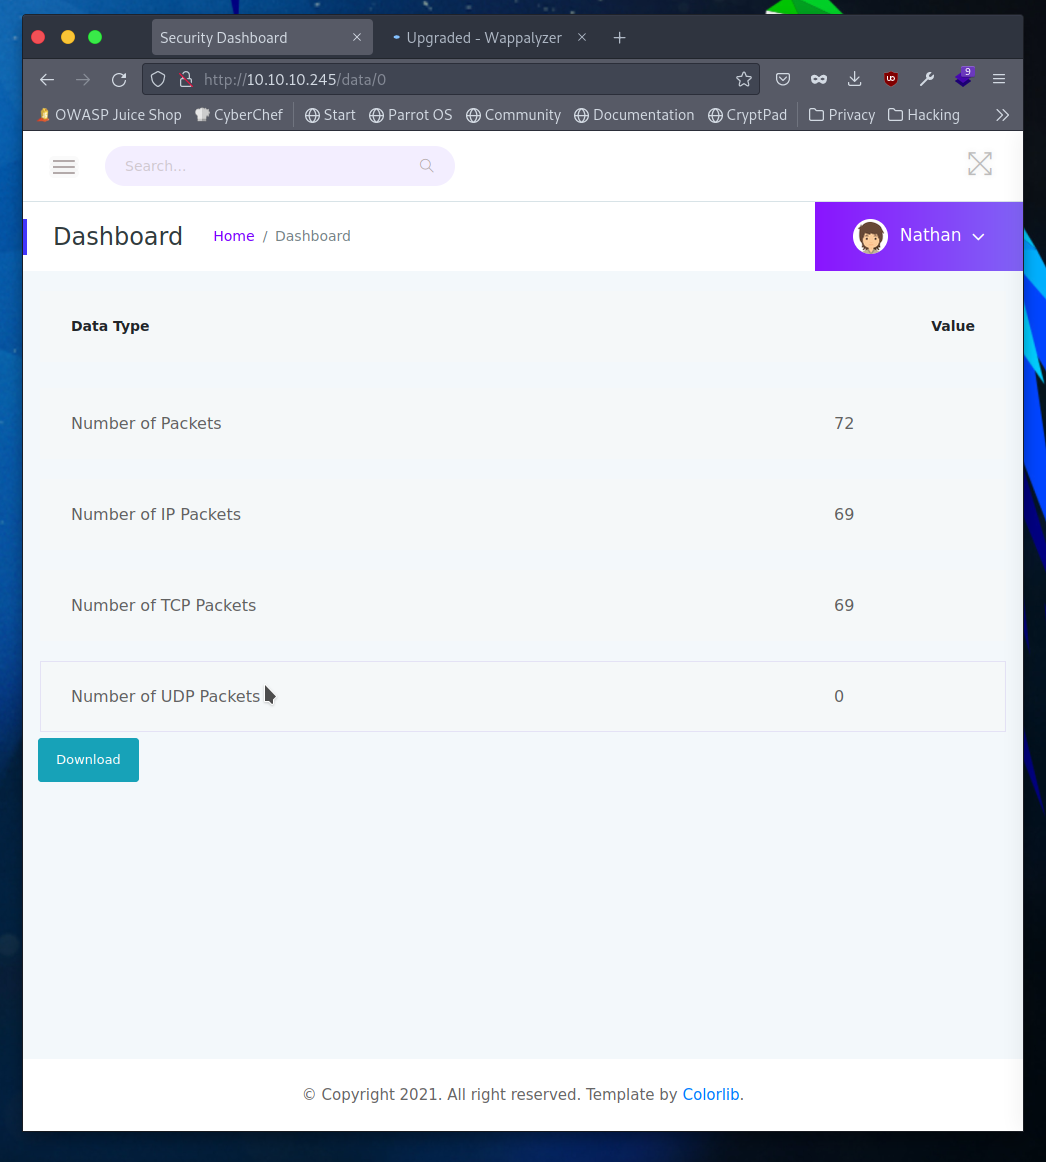 Security Dashboard × Upgraded - Wappalyzer × +
http://10.10.10.245/data/0 UD 9
OWASP Juice Shop CyberChef Start Parrot OS Community Documentation CryptPad Privacy Hacking
Search...
Dashboard Home / Dashboard Nathan
Data Type Value
Number of Packets 72
Number of IP Packets 69
Number of TCP Packets 69
Number of UDP Packets 0
Download
© Copyright 2021. All right reserved. Template by Colorlib.